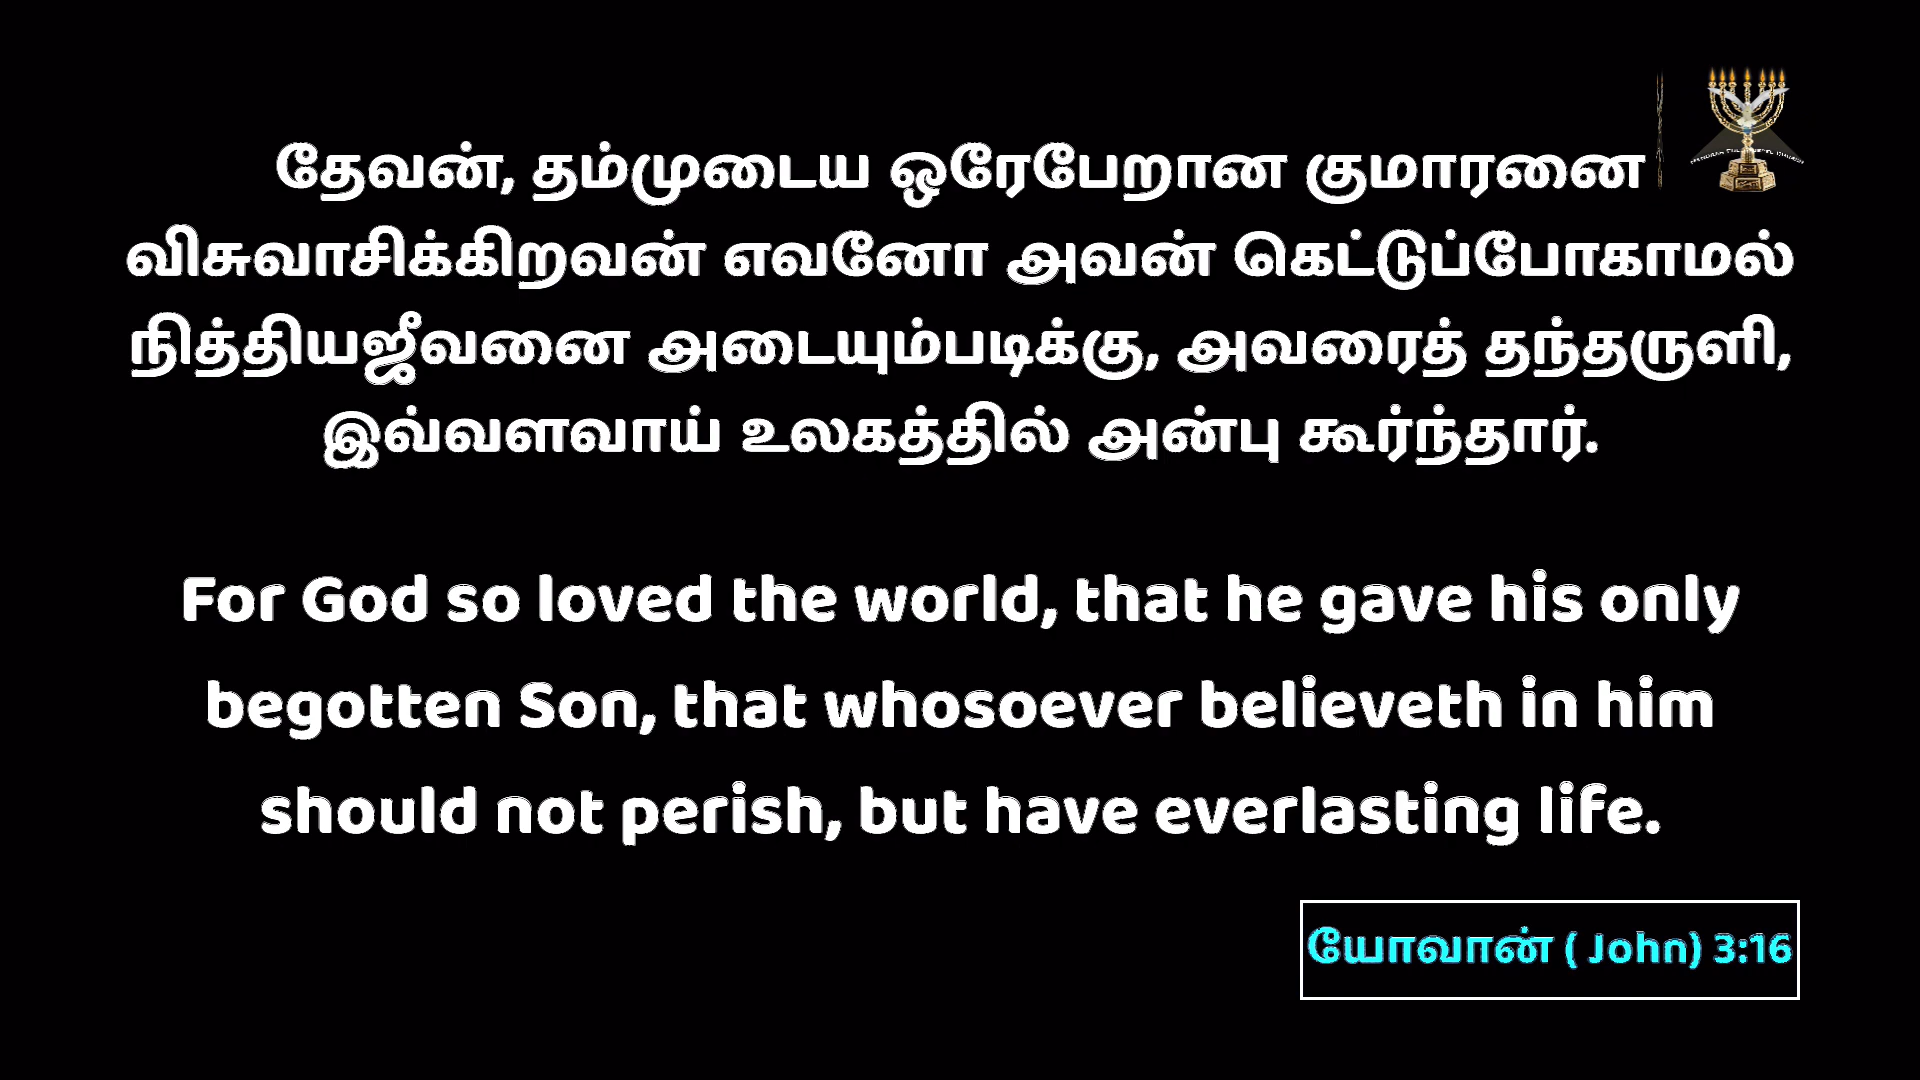 தேவன், தம்முடைய ஒரேபேறான குமாரனை
விசுவாசிக்கிறவன் எவனோ அவன் கெட்டுப்போகாமல்
நித்தியஜீவனை அடையும்படிக்கு, அவரைத் தந்தருளி,
இவ்வளவாய் உலகத்தில் அன்பு கூர்ந்தார்.
For God so loved the world, that he gave his only
begotten Son, that whosoever believeth in him
should not perish, but have everlasting life.
யோவான் ( John) 3:16